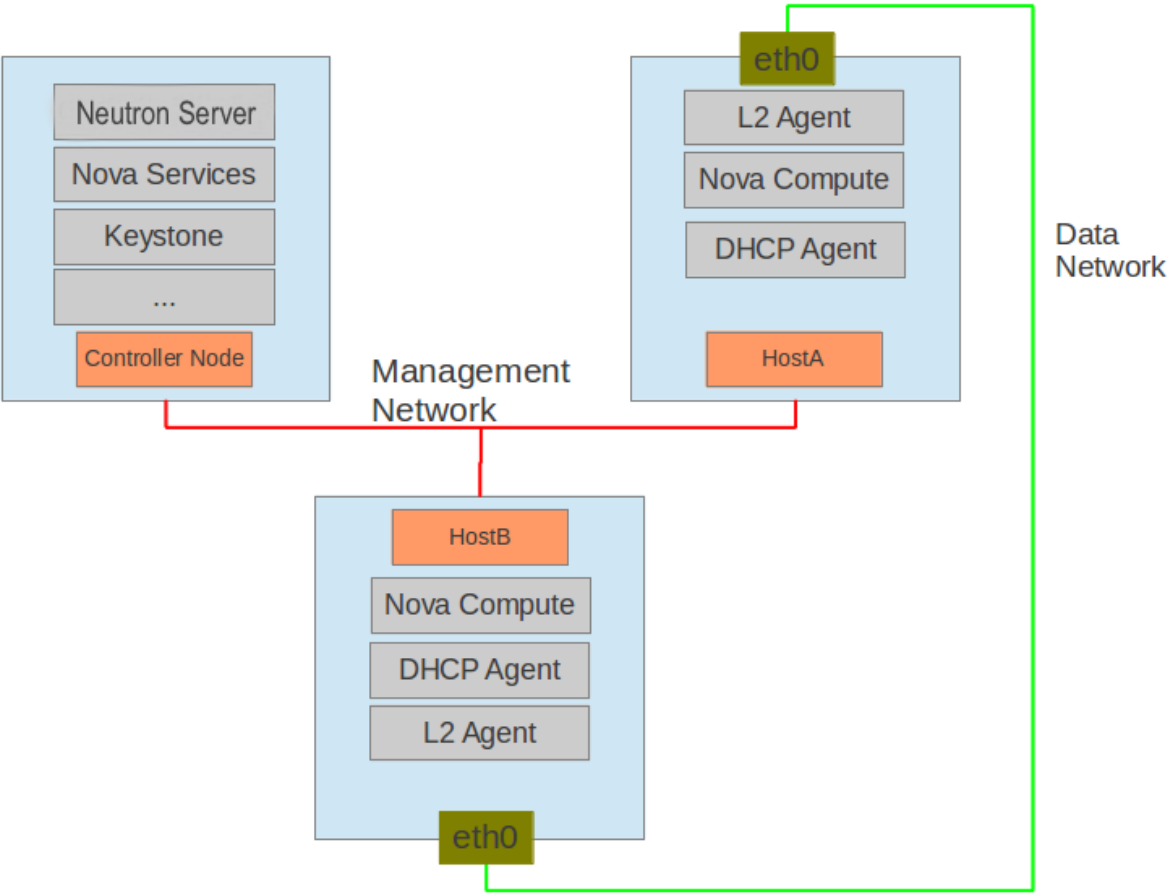 Neutron Server
Nova Services
Keystone
...
Controller Node
Management
Network
eth0
L2 Agent
Nova Compute
DHCP Agent
HostA
Data
Network
HostB
Nova Compute
DHCP Agent
L2 Agent
eth0